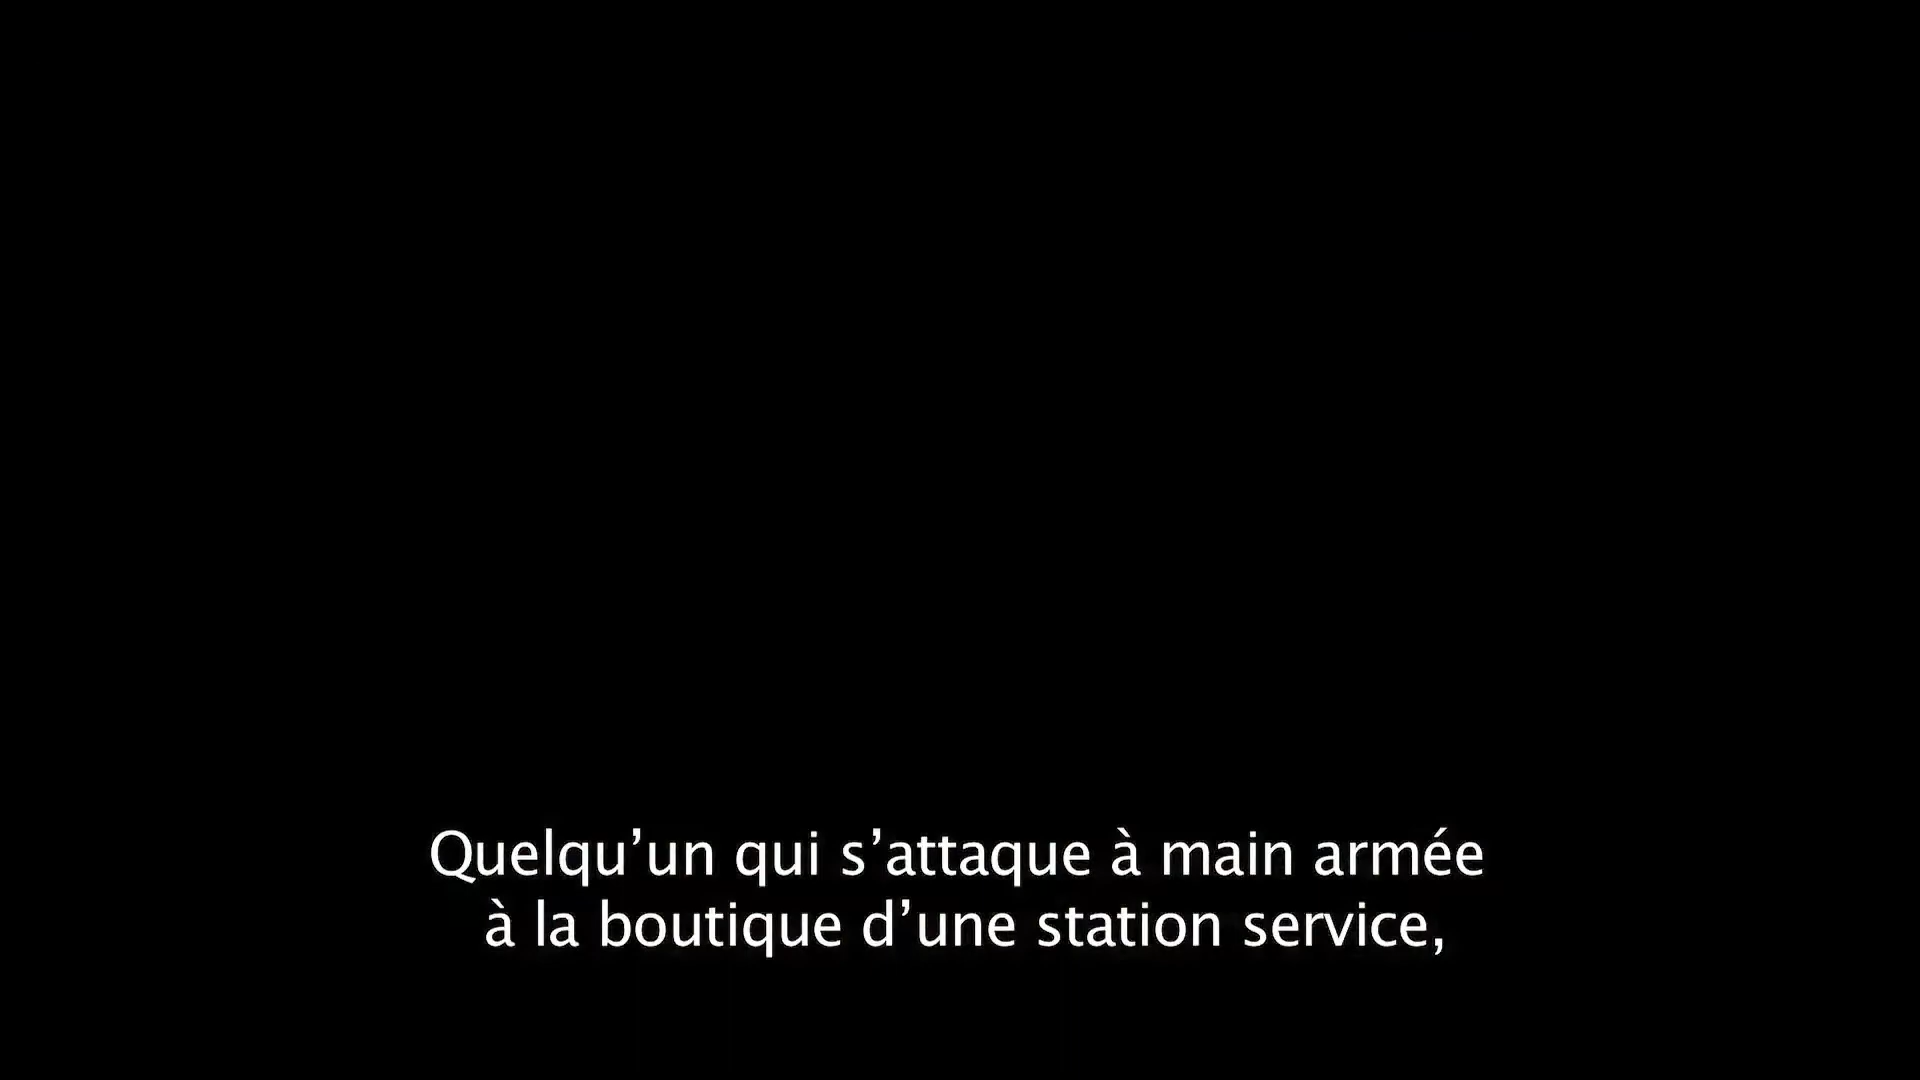 Quelqu’un qui s’attaque à main armée
à la boutique d’une station service,